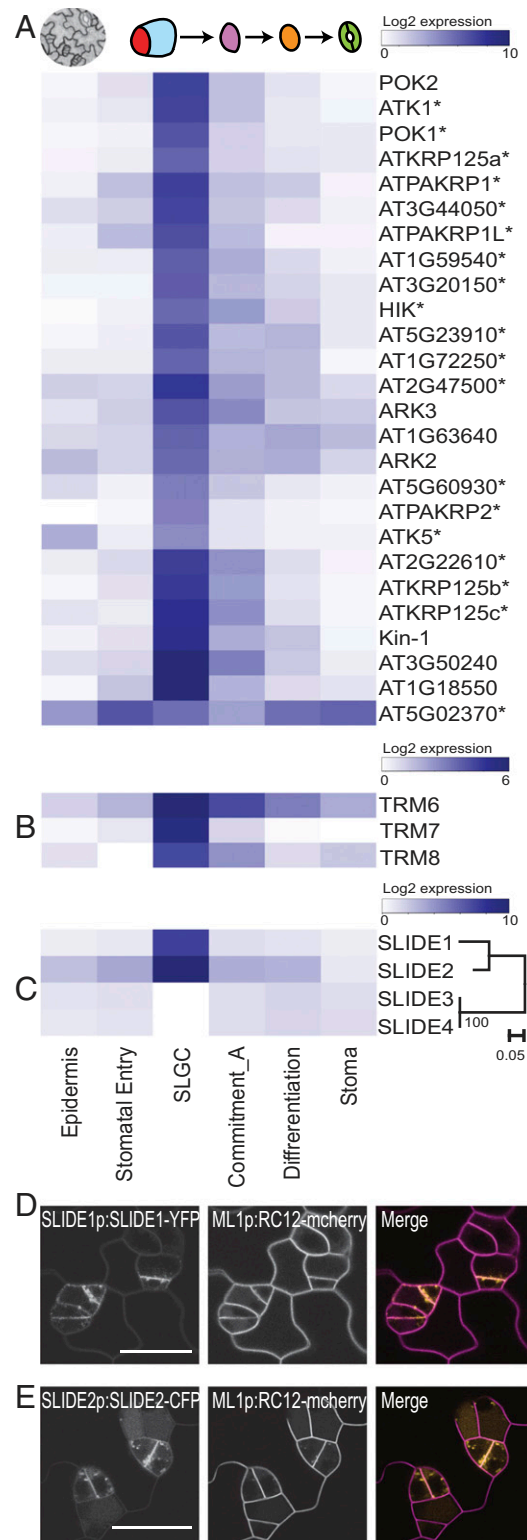 A
Log2 expression
0 10
POK2
ATK1*
POK1*
ATKRP125a*
ATPAKRP1*
AT3G44050*
ATPAKRP1L*
AT1G59540*
AT3G20150*
HIK*
AT5G23910*
AT1G72250*
AT2G47500*
ARK3
AT1G63640
ARK2
AT5G60930*
ATPAKRP2*
ATK5*
AT2G22610*
ATKRP125b*
ATKRP125c*
Kin-1
AT3G50240
AT1G18550
AT5G02370*
Log2 expression
0 6
B
TRM6
TRM7
TRM8
Log2 expression
0 10
C
SLIDE1
SLIDE2
SLIDE3
SLIDE4
100
0.05
Epidermis
Stomatal Entry
SLGC
Commitment_A
Diffrerentiation
Stoma
D
SLIDE1p:SLIDE1-YFP
ML1p:RC12-mcherry
Merge
E
SLIDE2p:SLIDE2-CFP
ML1p:RC12-mcherry
Merge